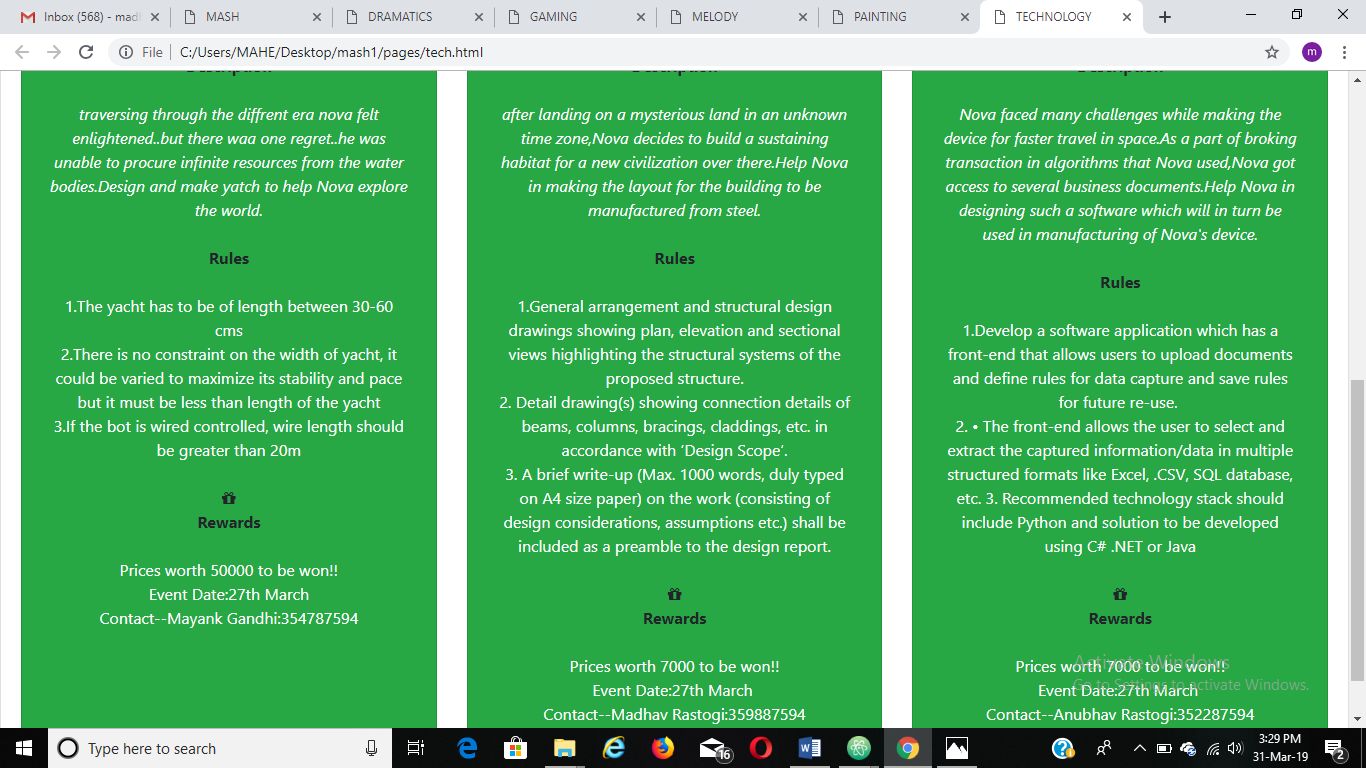 Inbox (568) - mad
MASH
DRAMATICS
GAMING
MELODY
PAINTING
TECHNOLOGY
File
C:/Users/MAHE/Desktop/mash1/pages/tech.html
m
Description
traversing through the diffrent era nova felt
enlightened..but there waa one regret..he was
unable to procure infinite resources from the water
bodies.Design and make yatch to help Nova explore
the world.
Rules
1.The yacht has to be of length between 30-60
cms
2.There is no constraint on the width of yacht, it
could be varied to maximize its stability and pace
but it must be less than length of the yacht
3.If the bot is wired controlled, wire length should
be greater than 20m
Rewards
Prices worth 50000 to be won!!
Event Date:27th March
Contact--Mayank Gandhi:354787594
Description
after landing on a mysterious land in an unknown
time zone,Nova decides to build a sustaining
habitat for a new civilization over there.Help Nova
in making the layout for the building to be
manufactured from steel.
Rules
1.General arrangement and structural design
drawings showing plan, elevation and sectional
views highlighting the structural systems of the
proposed structure.
2. Detail drawing(s) showing connection details of
beams, columns, bracings, claddings, etc. in
accordance with ‘Design Scope’.
3. A brief write-up (Max. 1000 words, duly typed
on A4 size paper) on the work (consisting of
design considerations, assumptions etc.) shall be
included as a preamble to the design report.
Rewards
Prices worth 7000 to be won!!
Event Date:27th March
Contact--Madhav Rastogi:359887594
Description
Nova faced many challenges while making the
device for faster travel in space.As a part of broking
transaction in algorithms that Nova used,Nova got
access to several business documents.Help Nova in
designing such a software which will in turn be
used in manufacturing of Nova's device.
Rules
1.Develop a software application which has a
front-end that allows users to upload documents
and define rules for data capture and save rules
for future re-use.
2. • The front-end allows the user to select and
extract the captured information/data in multiple
structured formats like Excel, .CSV, SQL database,
etc. 3. Recommended technology stack should
include Python and solution to be developed
using C# .NET or Java
Rewards
Prices worth 7000 to be won!!
Event Date:27th March
Contact--Anubhav Rastogi:352287594
Activate Windows
Go to Settings to activate Windows.
Type here to search
16
3:29 PM
31-Mar-19
2